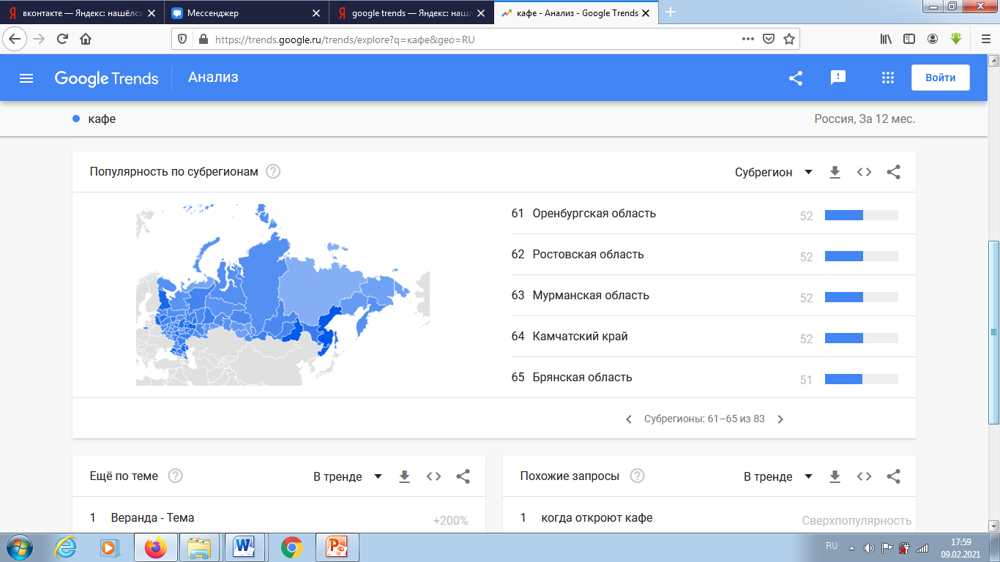 вконтакте — Яндекс: нашёлся
Мессенджер
google trends — Яндекс: наш
кафе - Анализ - Google Trends
https://trends.google.ru/trends/explore?q=кафе&geo=RU
Google Trends
Анализ
Войти
кафе
Россия, За 12 мес.
Популярность по субрегионам
Субрегион
61 Оренбургская область 52
62 Ростовская область 52
63 Мурманская область 52
64 Камчатский край 52
65 Брянская область 51
Субрегионы: 61–65 из 83
Ещё по теме
В тренде
1 Веранда - Тема +200%
Похожие запросы
В тренде
1 когда откроют кафе Сверхпопулярность
RU
17:59
09.02.2021